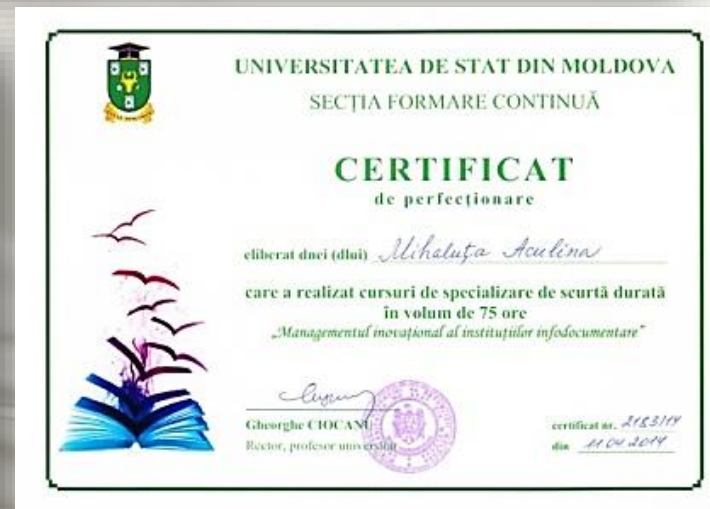 UNIVERSITATEA DE STAT DIN MOLDOVA
SECȚIA FORMARE CONTINUĂ
CERTIFICAT
de perfecționare
eliberat dnei (dlui) Mihaluța Aculina
care a realizat cursuri de specializare de scurtă durată
în volum de 75 ore
„Managementul inovațional al instituțiilor infodocumentare”
Gheorghe CIOCANU
Rector, profesor universitar
certificat nr. 2183/14
din 11 04 2014